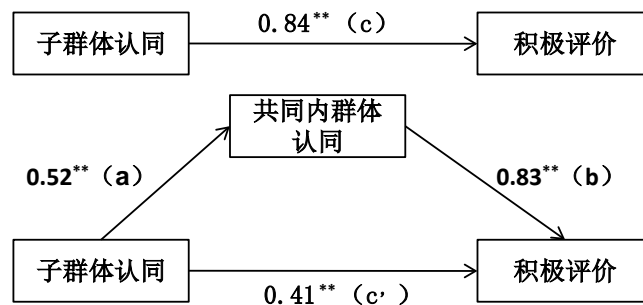 子群体认同
0.84**（c）
积极评价
共同内群体
认同
0.52**（a）
0.83**（b）
子群体认同
积极评价
0.41**（c’）